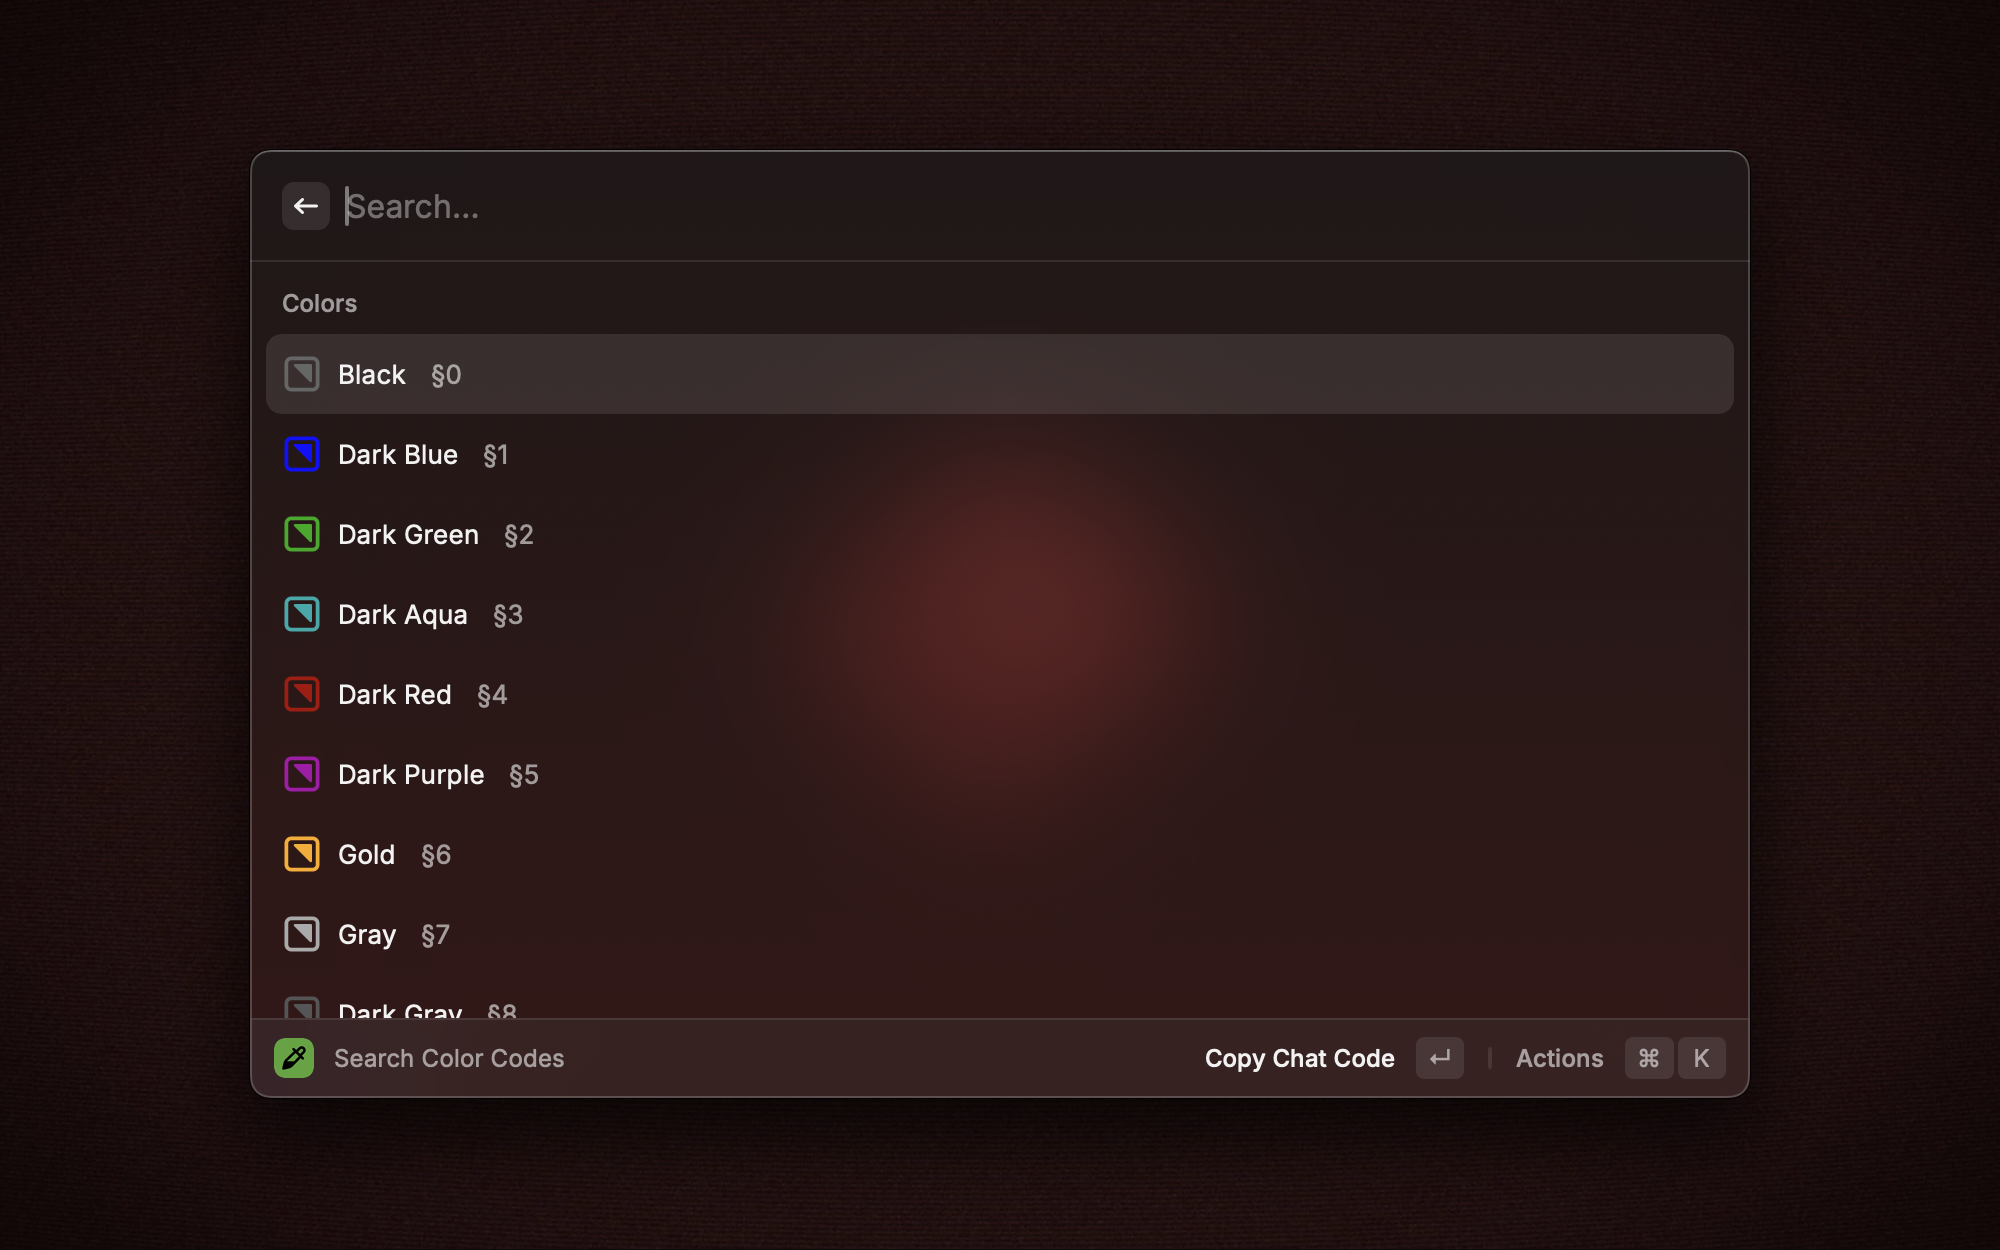 Search...
Colors
Black §0
Dark Blue §1
Dark Green §2
Dark Aqua §3
Dark Red §4
Dark Purple §5
Gold §6
Gray §7
Dark Gray §8
Search Color Codes Copy Chat Code ↵ Actions ⌘ K